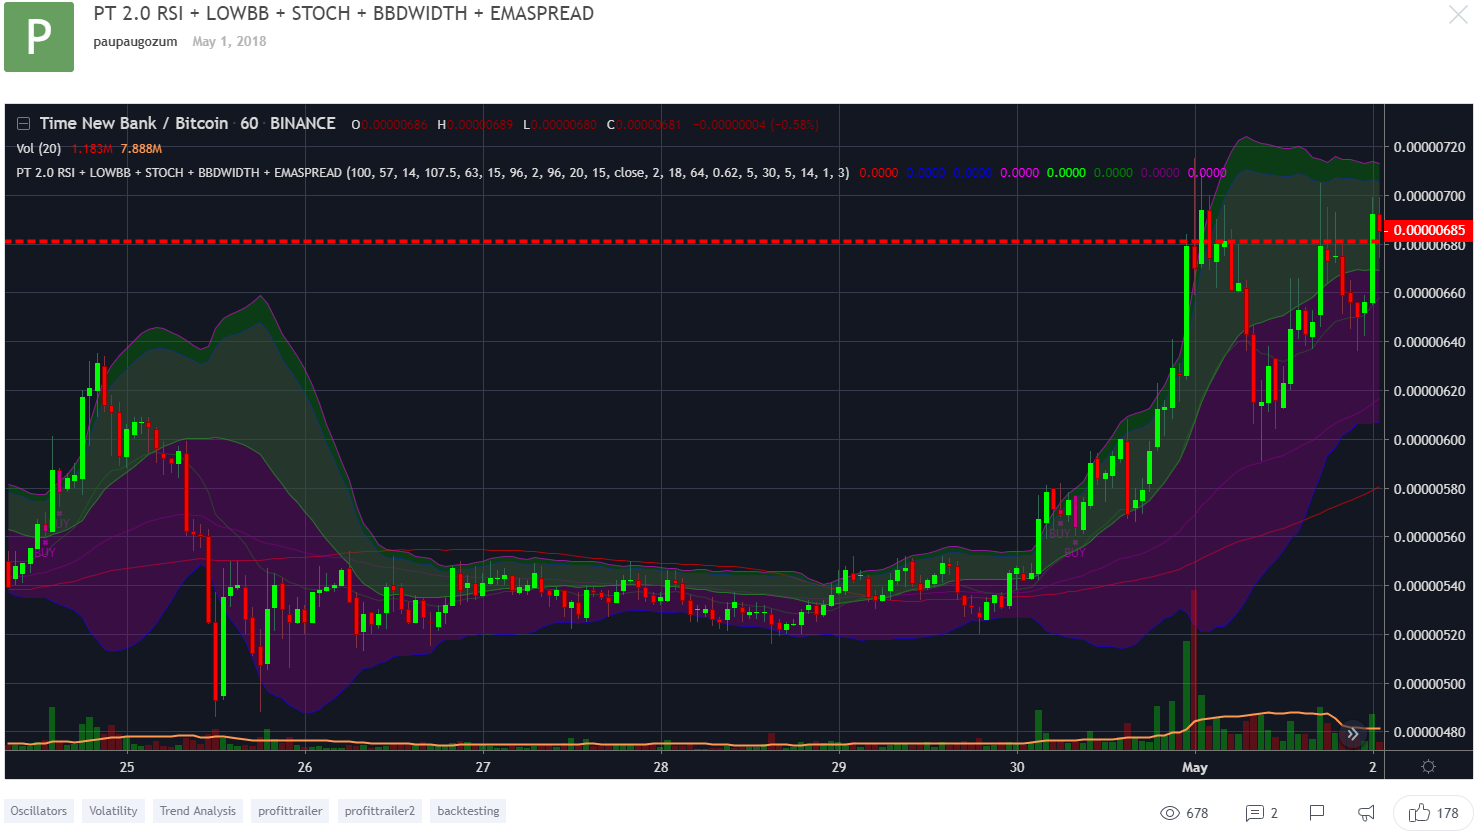 P
PT 2.0 RSI + LOWBB + STOCH + BBDWIDTH + EMASPREAD
paupaugozum May 1, 2018
Time New Bank / Bitcoin · 60 · BINANCE O0.00000686 H0.00000689 L0.00000680 C0.00000681 −0.00000004 (−0.58%)
Vol (20) 1.183M 7.888M
PT 2.0 RSI + LOWBB + STOCH + BBDWIDTH + EMASPREAD (100, 57, 14, 107.5, 63, 15, 96, 2, 96, 20, 15, close, 2, 18, 64, 0.62, 5, 30, 5, 14, 1, 3) 0.0000 0.0000 0.0000 0.0000 0.0000 0.0000 0.0000 0.0000
0.00000720
0.00000700
0.00000685
0.00000680
0.00000660
0.00000640
0.00000620
0.00000600
0.00000580
0.00000560
0.00000540
0.00000520
0.00000500
0.00000480
BUY
BUY
BUY
BUY
25 26 27 28 29 30 May 2
Oscillators Volatility Trend Analysis profittrailer profittrailer2 backtesting 678 2 178